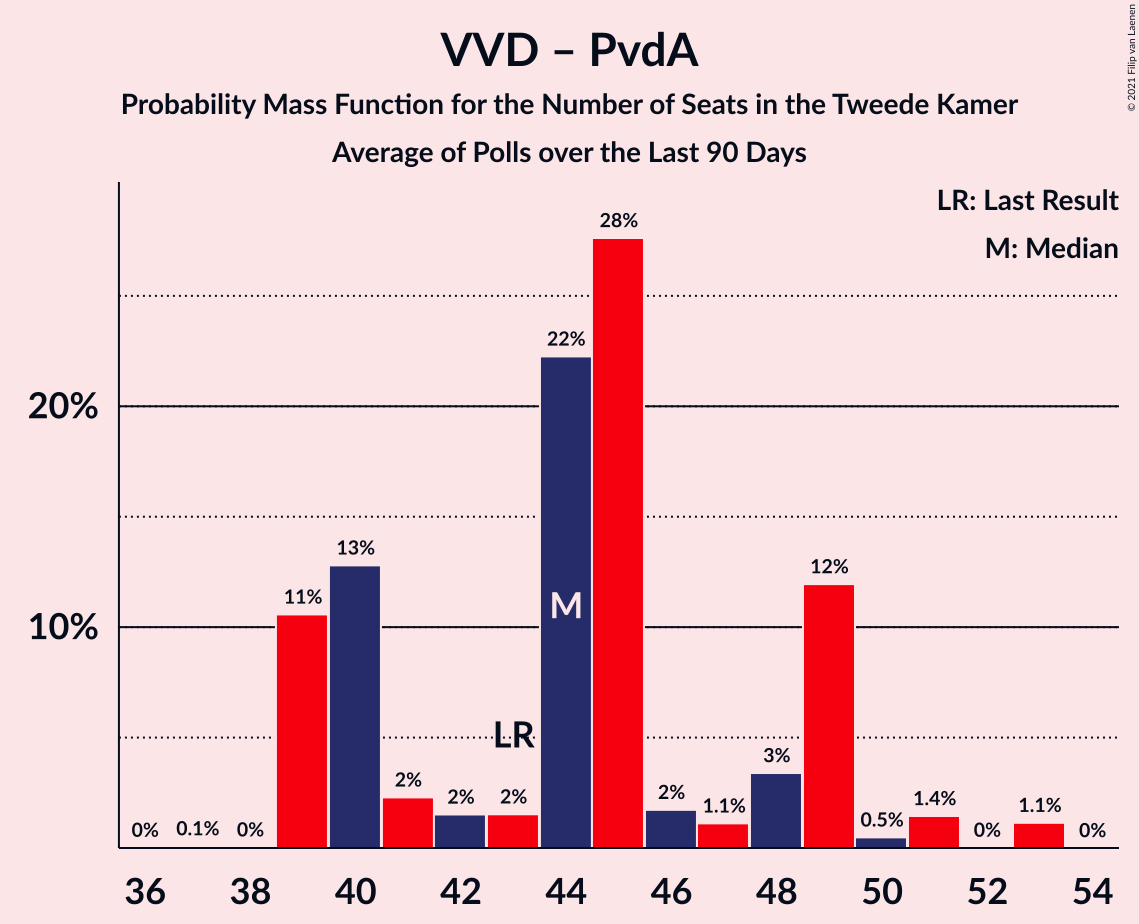 VVD – PvdA
Probability Mass Function for the Number of Seats in the Tweede Kamer
Average of Polls over the Last 90 Days
© 2021 Filip van Laenen
LR: Last Result
M: Median
28%
22%
20%
13%
12%
11%
10%
M
LR
3%
2%
2%
2%
2%
1.1%
1.4%
1.1%
0.5%
0%
0.1%
0%
0%
0%
36 38 40 42 44 46 48 50 52 54